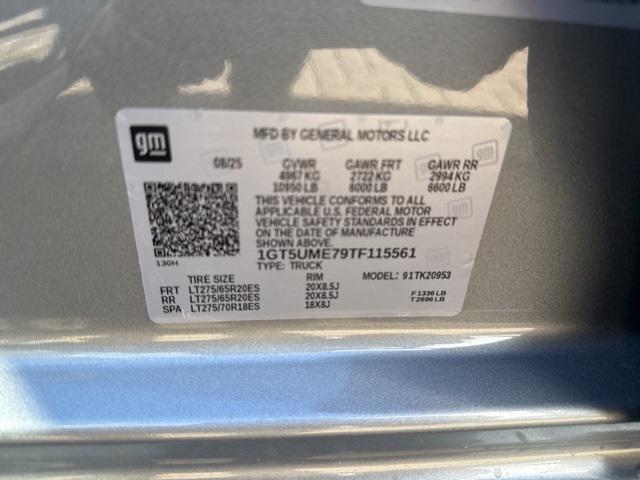 gm
MFD BY GENERAL MOTORS LLC
08/25 GVWR GAWR FRT GAWR RR
4967 KG 2722 KG 2994 KG
10950 LB 6000 LB 6600 LB
THIS VEHICLE CONFORMS TO ALL
APPLICABLE U.S. FEDERAL MOTOR
VEHICLE SAFETY STANDARDS IN EFFECT
ON THE DATE OF MANUFACTURE
SHOWN ABOVE.
1GT5UME79TF115561
130H TYPE: TRUCK MODEL: 91TK20953
TIRE SIZE RIM
FRT LT275/65R20ES 20X8.5J F1336 LB
RR LT275/65R20ES 20X8.5J T2696 LB
SPA LT275/70R18ES 18X8J